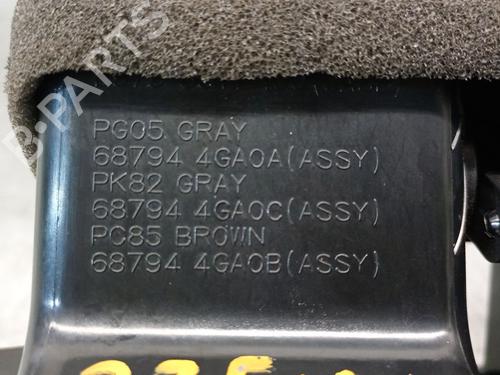 B-PARTS
PG05 GRAY
68794 4GA0A(ASSY)
PK82 GRAY
68794 4GA0C(ASSY)
PC85 BROWN
68794 4GA0B(ASSY)